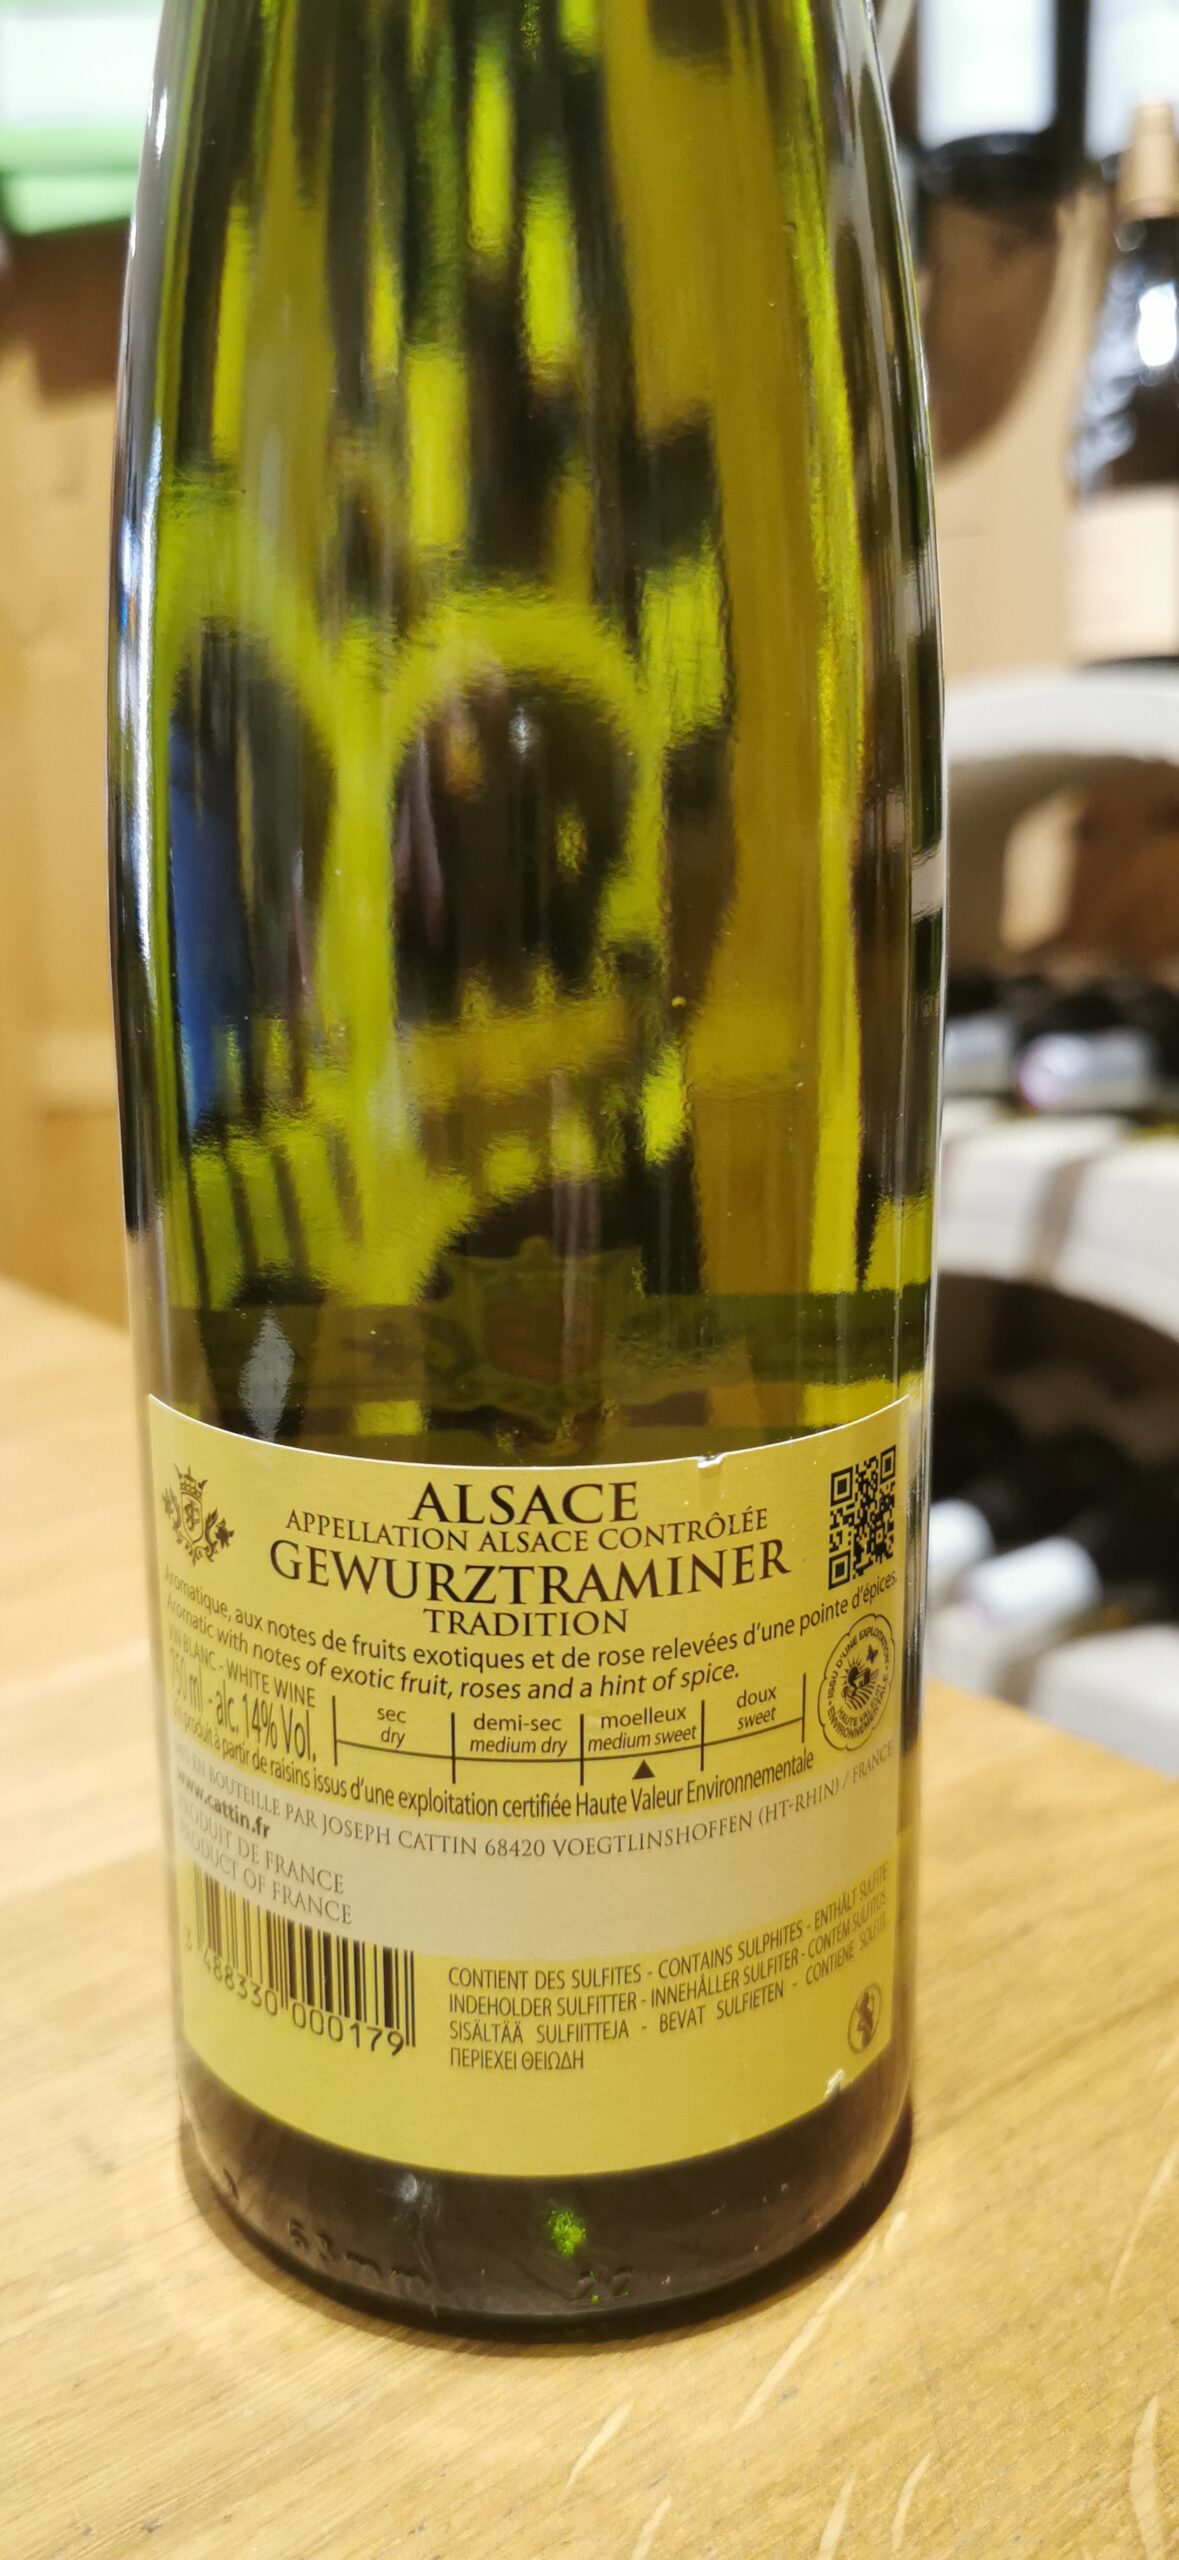 ALSACE
APPELLATION ALSACE CONTRÔLÉE
GEWURZTRAMINER
TRADITION
Aromatique, aux notes de fruits exotiques et de rose relevées d'une pointe d'épices.
Aromatic with notes of exotic fruit, roses and a hint of spice.
VIN BLANC - WHITE WINE
750 ml - alc. 14% Vol.
sec
dry
demi-sec
medium dry
moelleux
medium sweet
doux
sweet
ISSU D'UNE EXPLOITATION
HAUTE VALEUR
ENVIRONNEMENTALE
produit à partir de raisins issus d'une exploitation certifiée Haute Valeur Environnementale
MIS EN BOUTEILLE PAR JOSEPH CATTIN 68420 VOEGTLINSHOFFEN (HT-RHIN) / FRANCE
www.cattin.fr
PRODUIT DE FRANCE
PRODUCT OF FRANCE
3 488330 000179
CONTIENT DES SULFITES - CONTAINS SULPHITES - ENTHÄLT SULFITE
INDEHOLDER SULFITTER - INNEHÅLLER SULFITER - CONTÉM SULFITOS
SISÄLTÄÄ SULFIITTEJA - BEVAT SULFIETEN - CONTIENE SOLFITI
ΠΕΡΙΕΧΕΙ ΘΕΙΩΔΗ
53mm